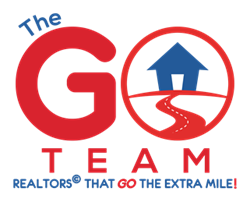 The
GO
TEAM
REALTORS© THAT GO THE EXTRA MILE!